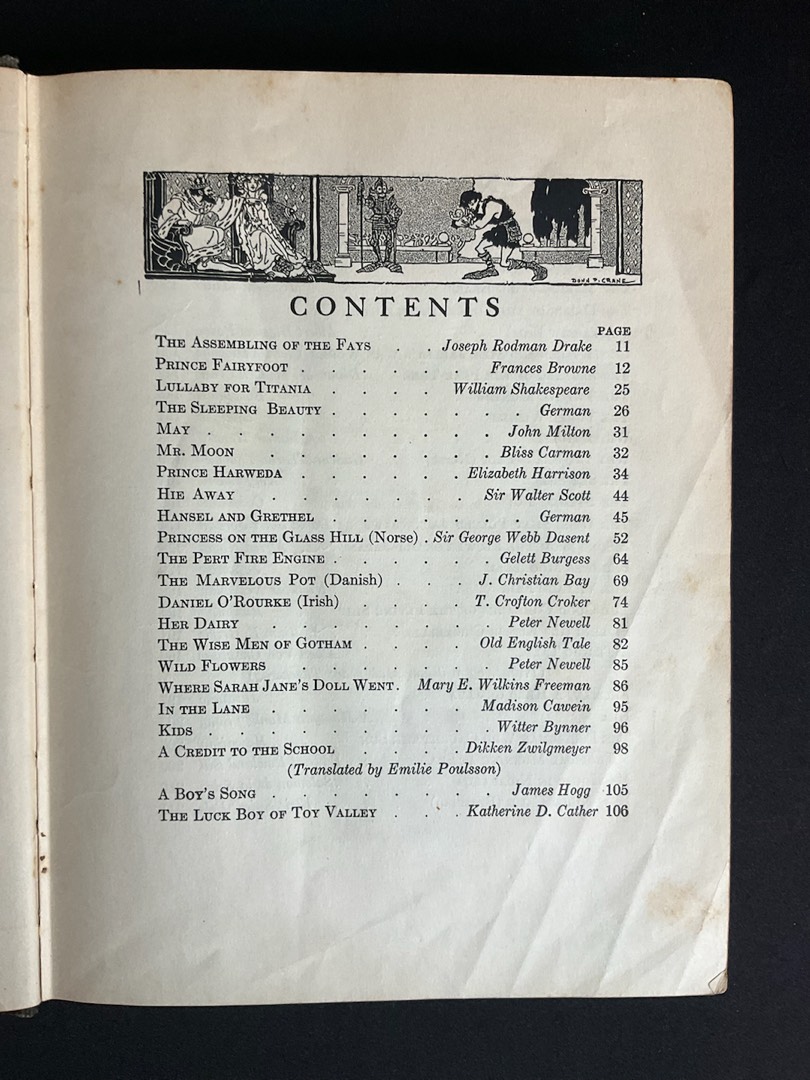 DONN P. CRANE
CONTENTS
PAGE
THE ASSEMBLING OF THE FAYS . . Joseph Rodman Drake 11
PRINCE FAIRYFOOT . . . . . . Frances Browne 12
LULLABY FOR TITANIA . . . . William Shakespeare 25
THE SLEEPING BEAUTY . . . . . . . German 26
MAY . . . . . . . . . . John Milton 31
MR. MOON . . . . . . . . Bliss Carman 32
PRINCE HARWEDA . . . . . . Elizabeth Harrison 34
HIE AWAY . . . . . . . Sir Walter Scott 44
HANSEL AND GRETHEL . . . . . . . German 45
PRINCESS ON THE GLASS HILL (Norse) . Sir George Webb Dasent 52
THE PERT FIRE ENGINE . . . . . . Gelett Burgess 64
THE MARVELOUS POT (Danish) . . . J. Christian Bay 69
DANIEL O'ROURKE (Irish) . . . . T. Crofton Croker 74
HER DAIRY . . . . . . . . Peter Newell 81
THE WISE MEN OF GOTHAM . . . . Old English Tale 82
WILD FLOWERS . . . . . . . Peter Newell 85
WHERE SARAH JANE'S DOLL WENT . Mary E. Wilkins Freeman 86
IN THE LANE . . . . . . . Madison Cawein 95
KIDS . . . . . . . . . . Witter Bynner 96
A CREDIT TO THE SCHOOL . . . . Dikken Zwilgmeyer 98
(Translated by Emilie Poulsson)
A BOY'S SONG . . . . . . . . James Hogg 105
THE LUCK BOY OF TOY VALLEY . . . Katherine D. Cather 106